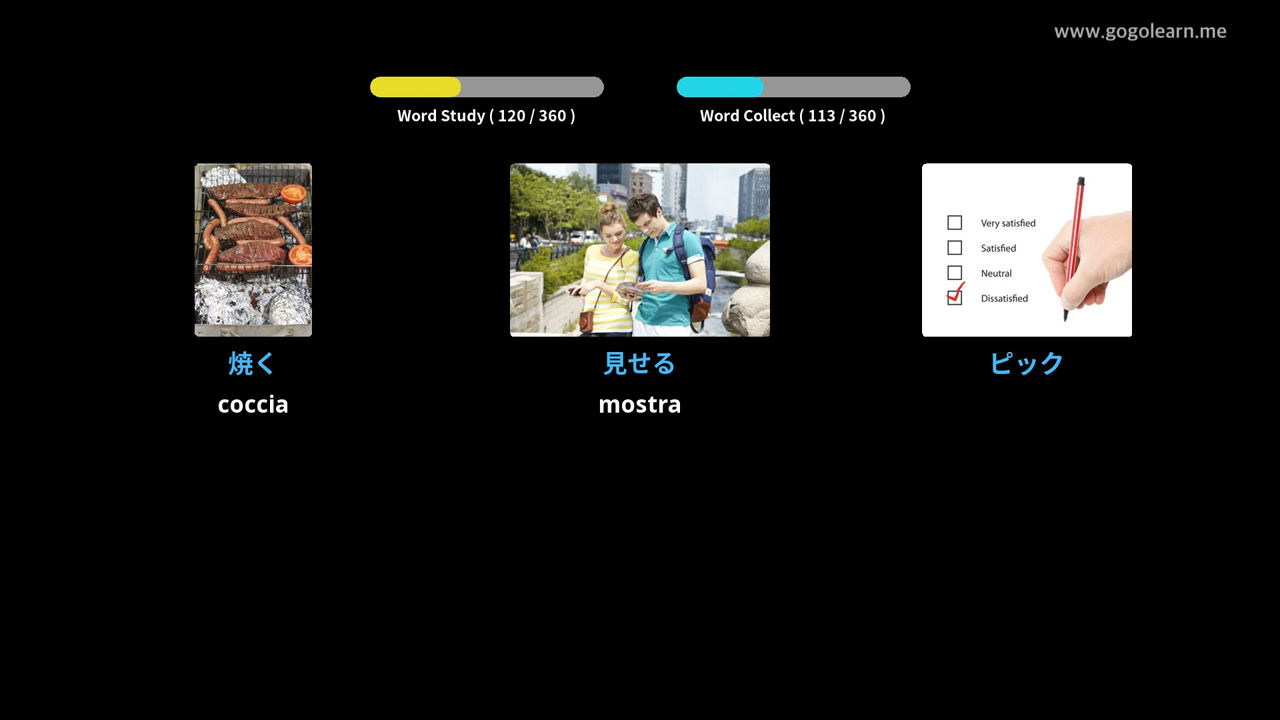 www.gogolearn.me
Word Study ( 120 / 360 )
Word Collect ( 113 / 360 )
Very satisfied
Satisfied
Neutral
Dissatisfied
焼く
見せる
ピック
coccia
mostra